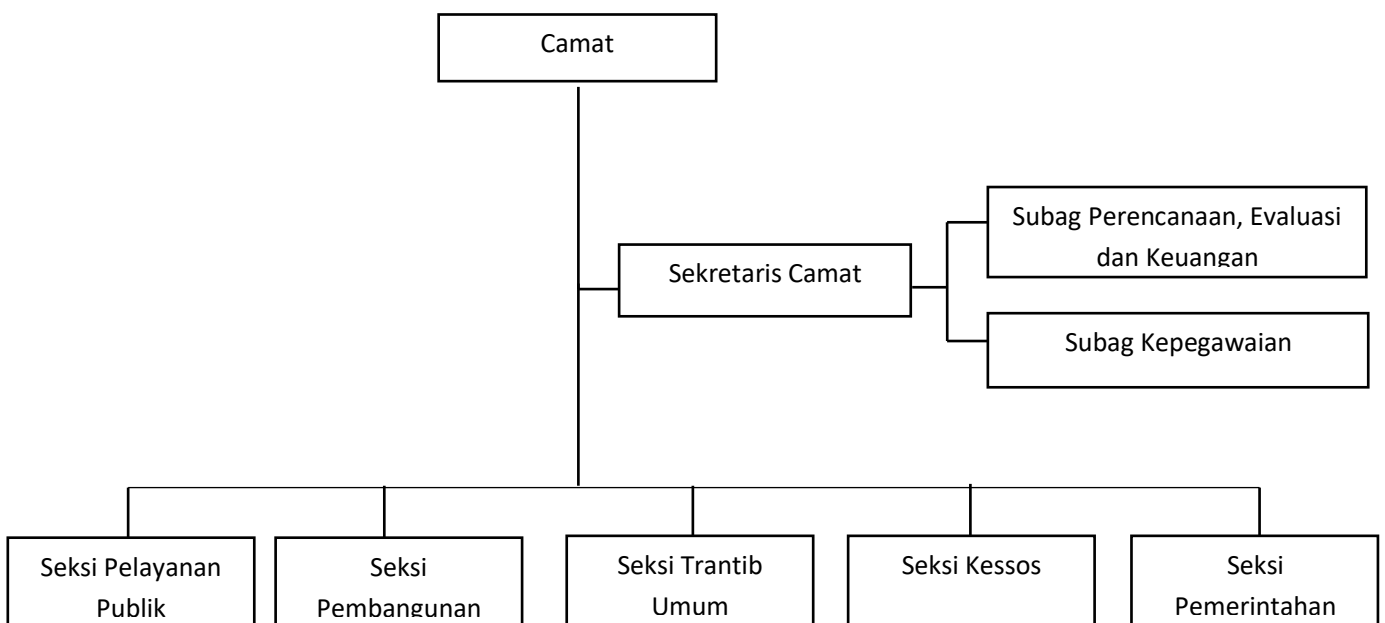 Camat
Subag Perencanaan, Evaluasi
dan Keuangan
Sekretaris Camat
Subag Kepegawaian
Seksi Pelayanan
Publik
Seksi
Pembangunan
Seksi Trantib
Umum
Seksi Kessos
Seksi
Pemerintahan